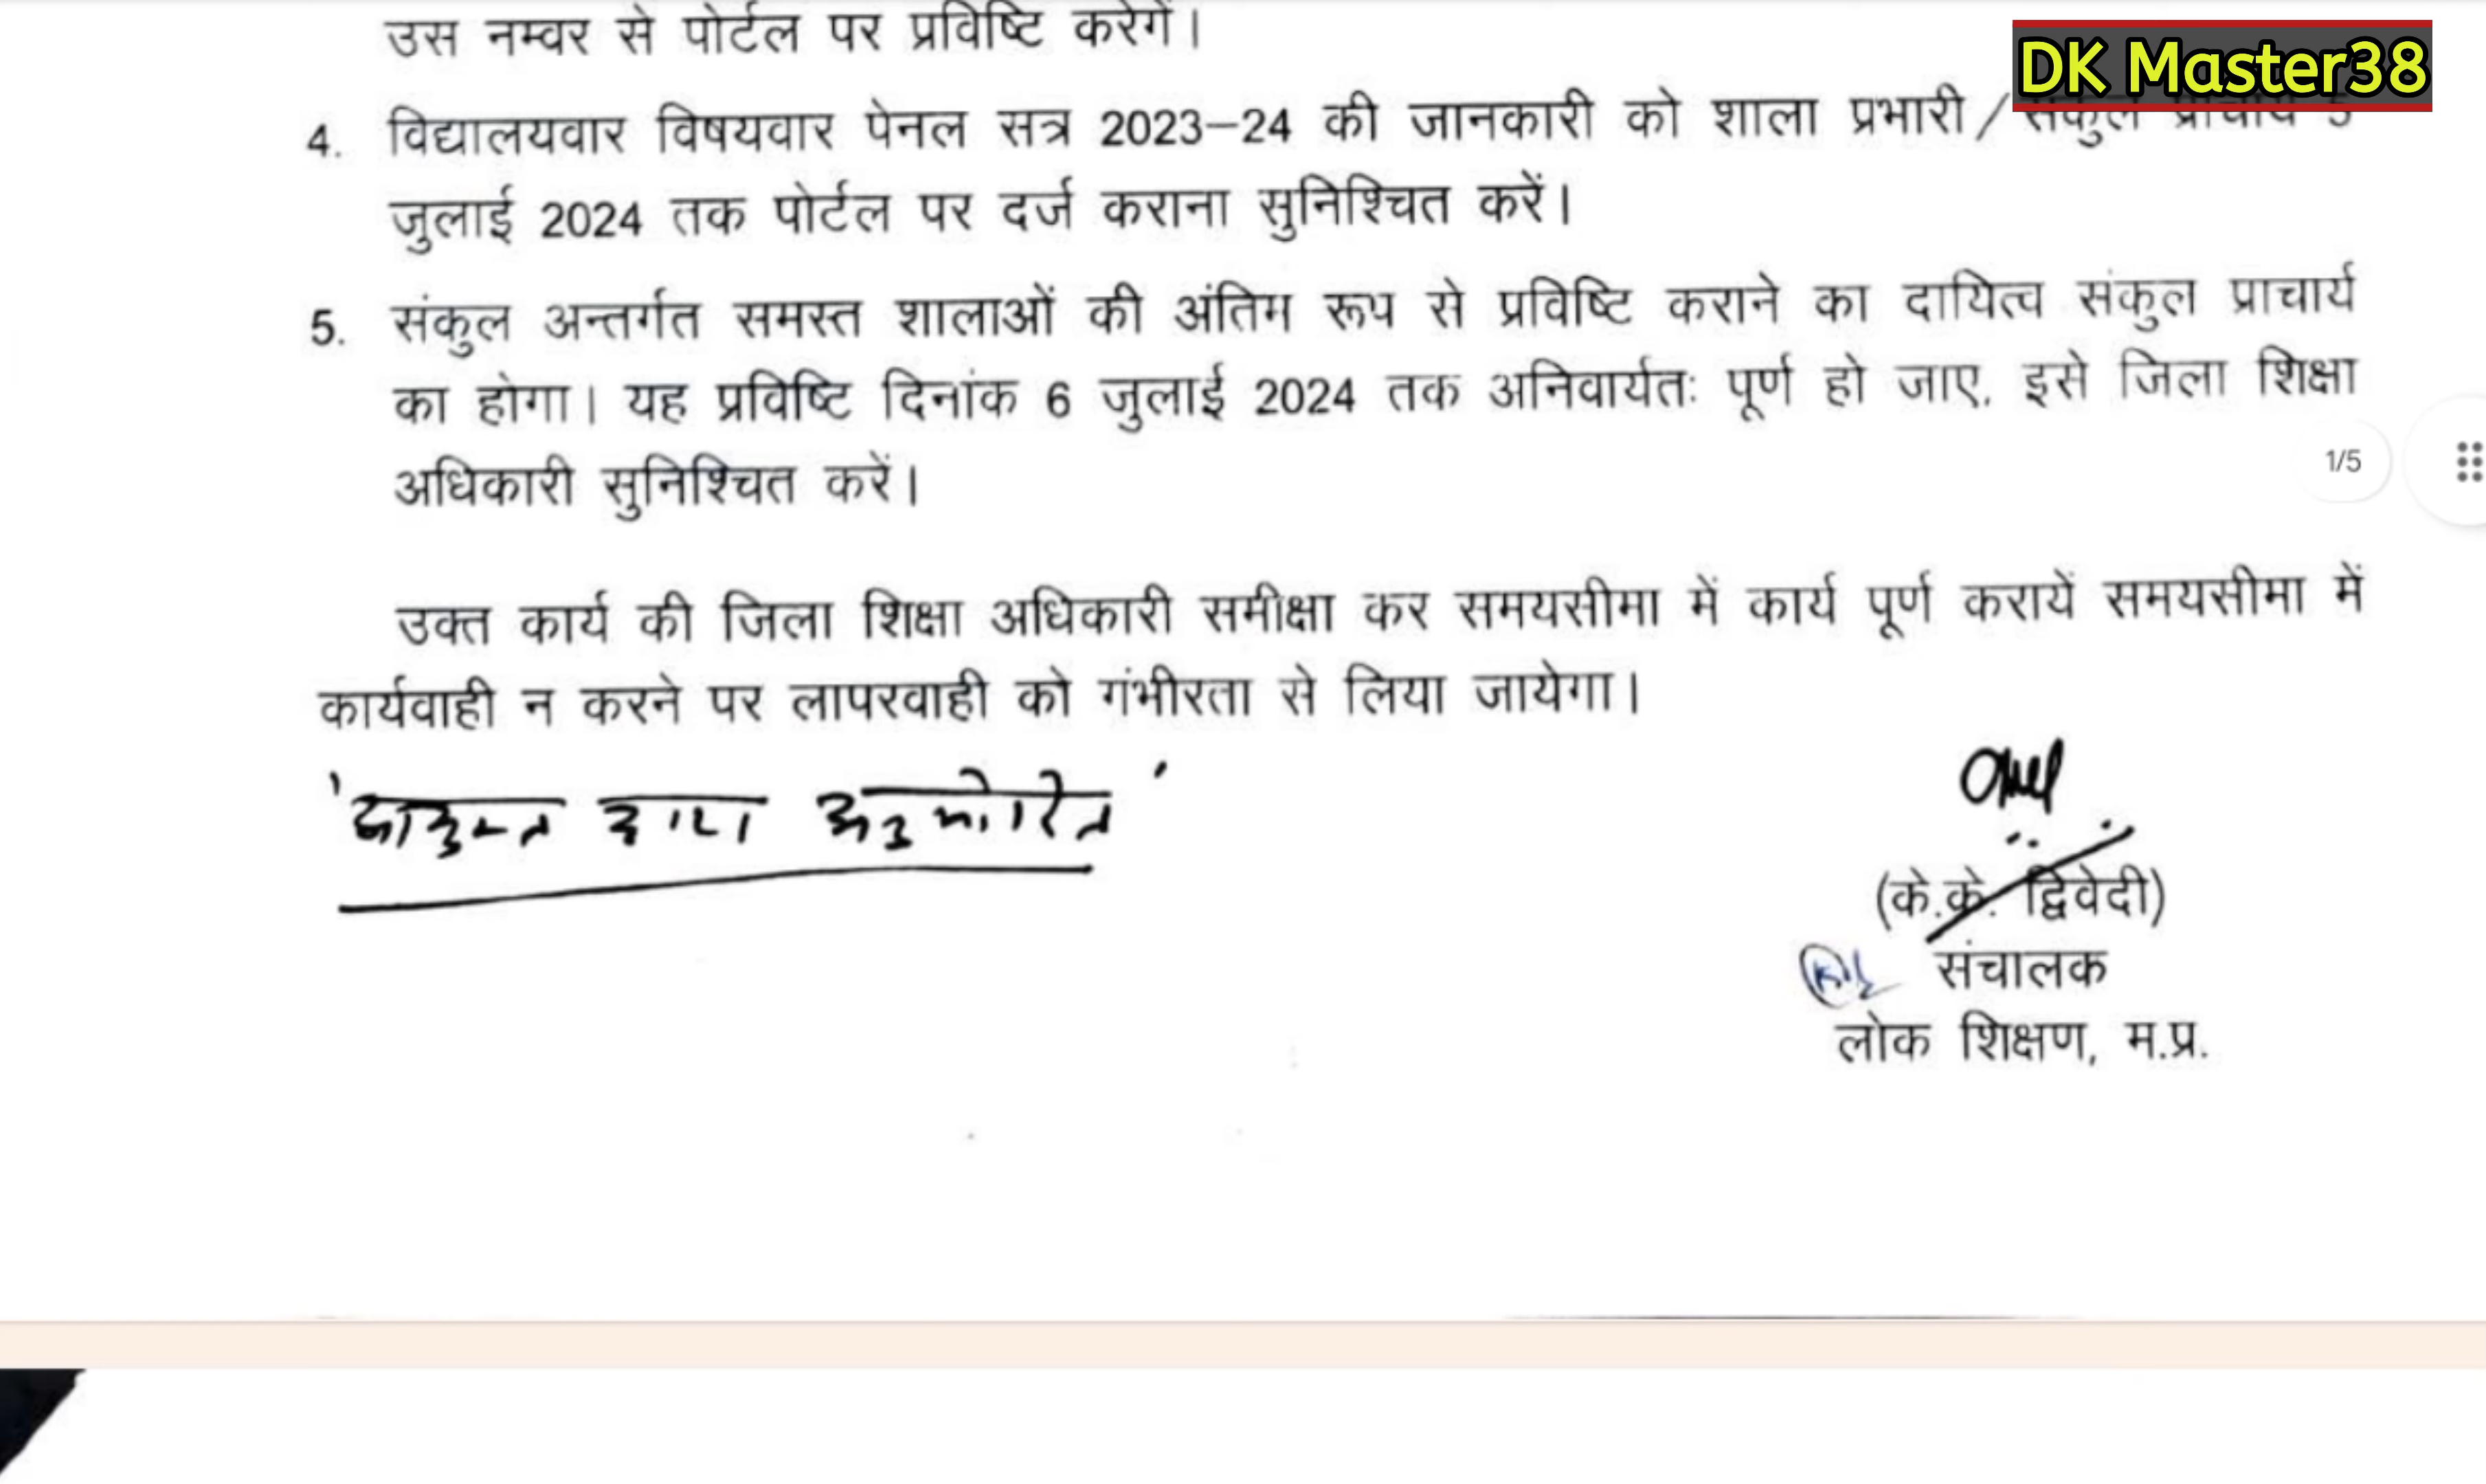 उस नम्वर से पोर्टल पर प्रविष्टि करेगें।
DK Master38
4. विद्यालयवार विषयवार पेनल सत्र 2023-24 की जानकारी को शाला प्रभारी/संकुल प्राचार्य 5
जुलाई 2024 तक पोर्टल पर दर्ज कराना सुनिश्चित करें।
5. संकुल अन्तर्गत समस्त शालाओं की अंतिम रूप से प्रविष्टि कराने का दायित्व संकुल प्राचार्य
का होगा। यह प्रविष्टि दिनांक 6 जुलाई 2024 तक अनिवार्यतः पूर्ण हो जाए. इसे जिला शिक्षा
अधिकारी सुनिश्चित करें।
1/5
उक्त कार्य की जिला शिक्षा अधिकारी समीक्षा कर समयसीमा में कार्य पूर्ण करायें समयसीमा में
कार्यवाही न करने पर लापरवाही को गंभीरता से लिया जायेगा।
द्वारा
(के.के. द्विवेदी)
संचालक
लोक शिक्षण, म.प्र.